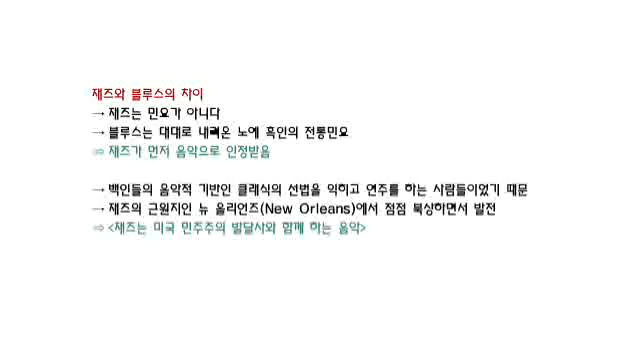 재즈와 블루스의 차이
→ 재즈는 민요가 아니다
→ 블루스는 대대로 내려온 노예 흑인의 전통민요
⇒ 재즈가 먼저 음악으로 인정받음
→ 백인들의 음악적 기반인 클래식의 선법을 익히고 연주를 하는 사람들이었기 때문
→ 재즈의 근원지인 뉴 올리언즈(New Orleans)에서 점점 북상하면서 발전
⇒ <재즈는 미국 민주주의 발달사와 함께 하는 음악>